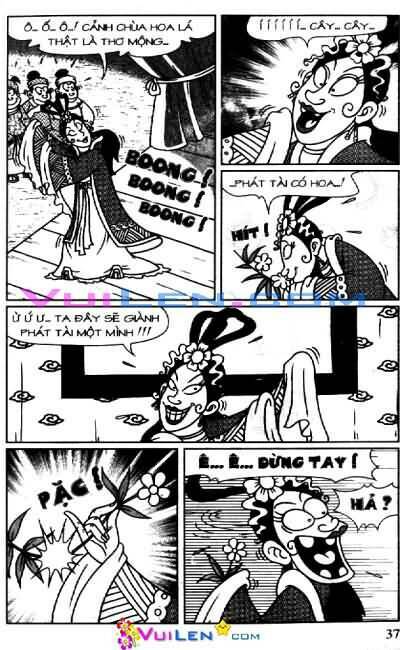 Ô... Ố... Ồ...! CẢNH CHÙA HOA LÁ
THẬT LÀ THƠ MỘNG...
BOONG!
BOONG!
BOONG!
Í Í Í Í Í Í... CÂY... CÂY...
...PHÁT TÀI CÓ HOA...!
HÍT!
VUILEN.COM
Ừ Ứ Ư... TA ĐÂY SẼ GIÀNH
PHÁT TÀI MỘT MÌNH !!!
PẶC!
Ê... Ê... DỪNG TAY!
HẢ?
37
VUILEN.COM